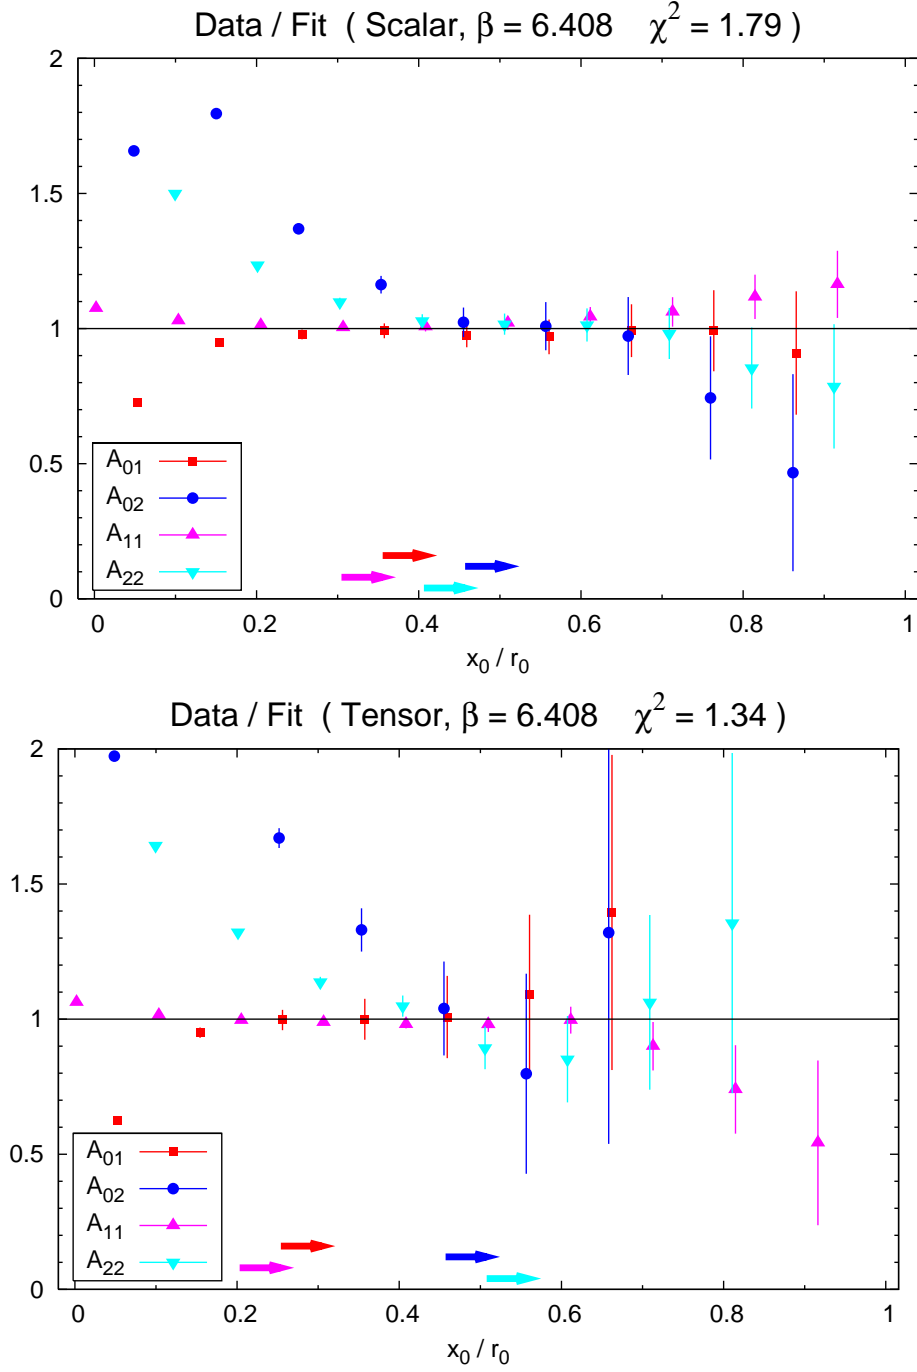 Data / Fit ( Scalar, β = 6.408 χ² = 1.79 )
2
1.5
1
0.5
0
A₀₁
A₀₂
A₁₁
A₂₂
0 0.2 0.4 0.6 0.8 1
x₀ / r₀
Data / Fit ( Tensor, β = 6.408 χ² = 1.34 )
2
1.5
1
0.5
0
A₀₁
A₀₂
A₁₁
A₂₂
0 0.2 0.4 0.6 0.8 1
x₀ / r₀